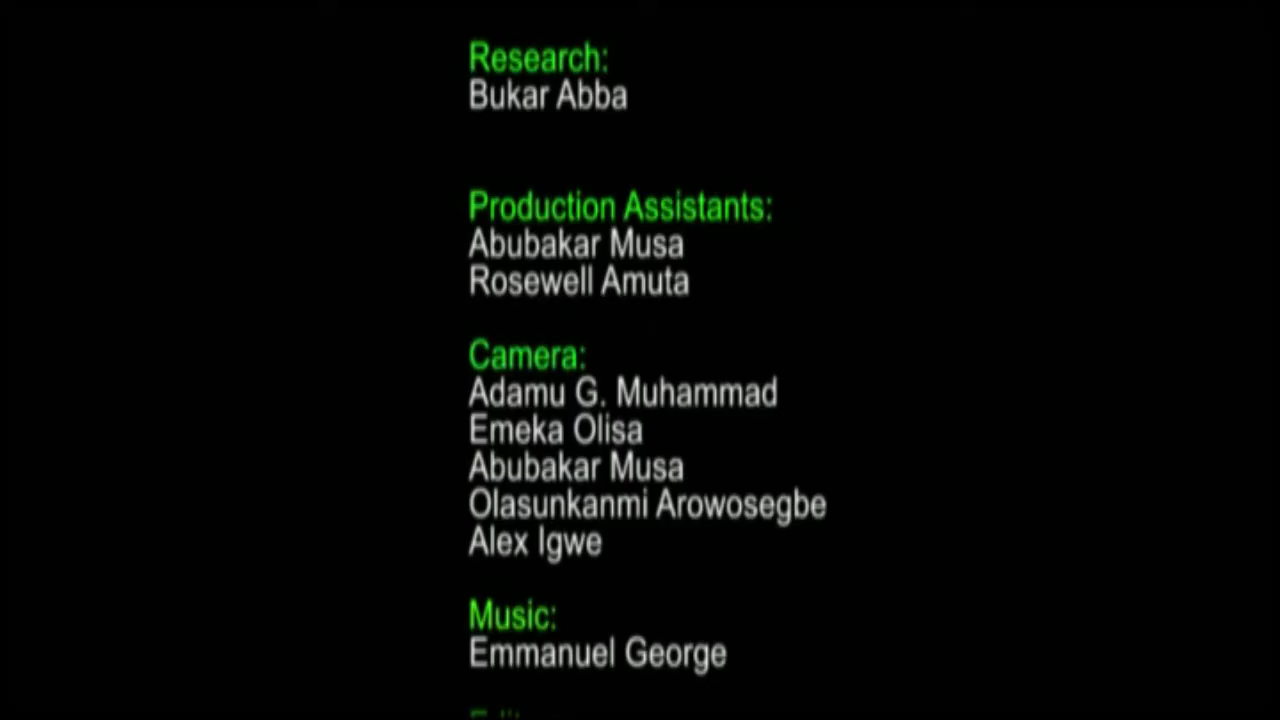 Research:
Bukar Abba
Production Assistants:
Abubakar Musa
Rosewell Amuta
Camera:
Adamu G. Muhammad
Emeka Olisa
Abubakar Musa
Olasunkanmi Arowosegbe
Alex Igwe
Music:
Emmanuel George